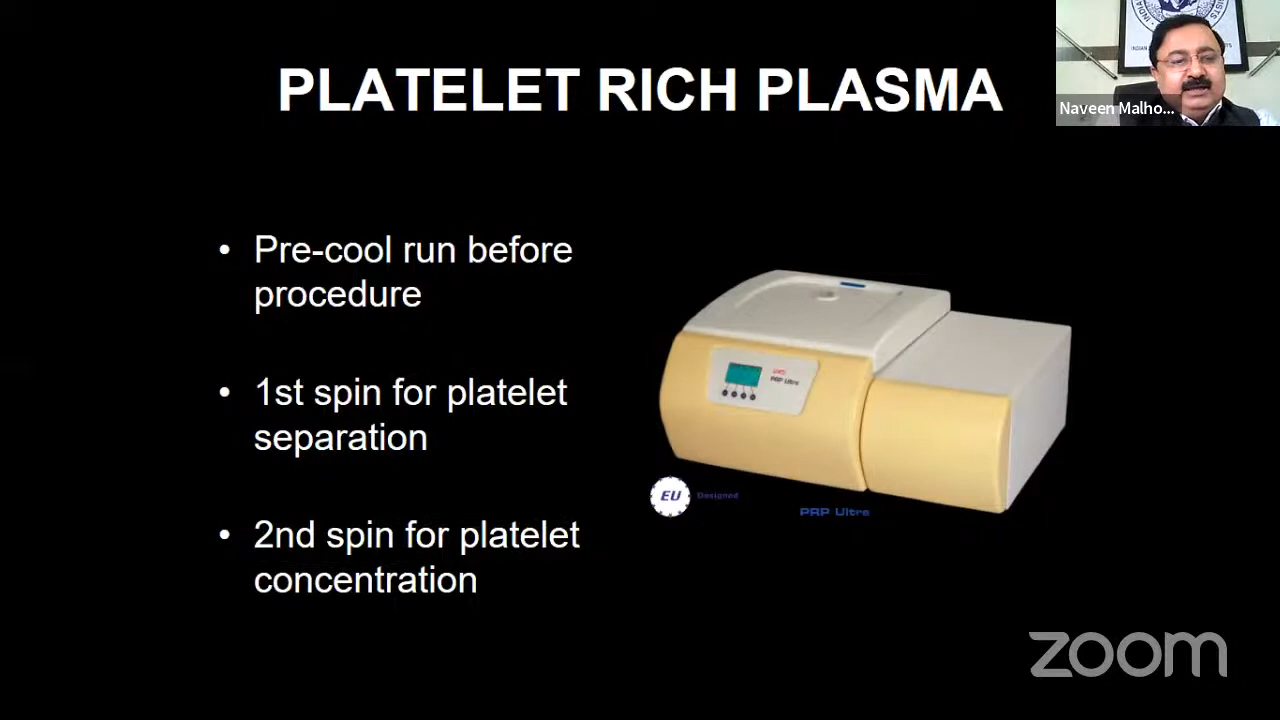 PLATELET RICH PLASMA
Naveen Malho...
• Pre-cool run before
procedure
• 1st spin for platelet
separation
• 2nd spin for platelet
concentration
PRP Ultra
EU Designed
PRP Ultra
zoom